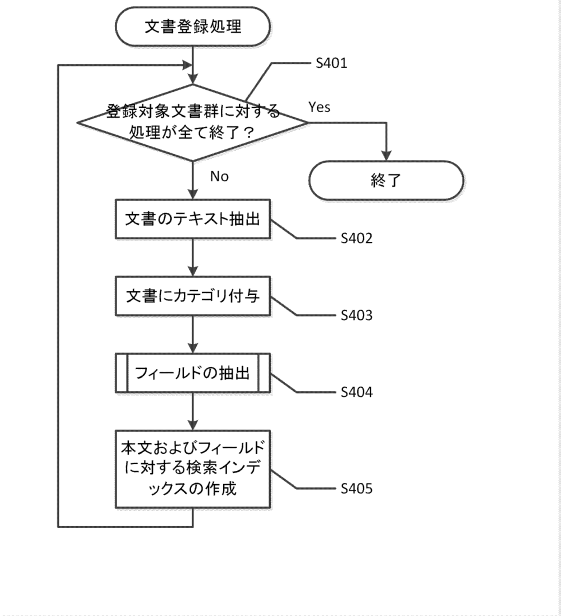 文書登録処理
S401
登録対象文書群に対する
処理が全て終了？
Yes
終了
No
文書のテキスト抽出
S402
文書にカテゴリ付与
S403
フィールドの抽出
S404
本文およびフィールド
に対する検索インデ
ックスの作成
S405